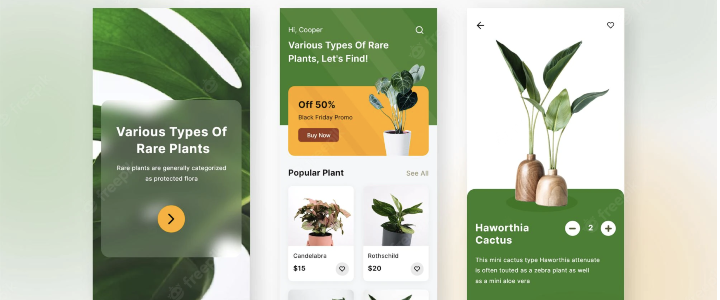 Various Types Of
Rare Plants
Rare plants are generally categorized
as protected flora
Hi, Cooper
Various Types Of Rare
Plants, Let's Find!
Off 50%
Black Friday Promo
Buy Now
Popular Plant
See All
Candelabra
$15
Rothschild
$20
Haworthia
Cactus
2
This mini cactus type Haworthia attenuate
is often touted as a zebra plant as well
as a mini aloe vera